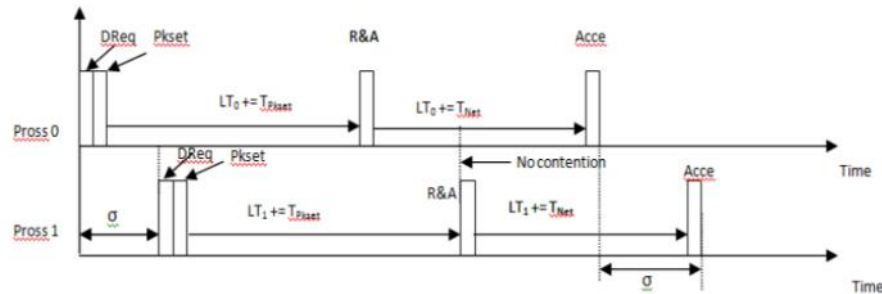 DReq Pkset R&A Acce
LT0 += TPkset LT0 += TNet
Pross 0
DReq Pkset No contention Acce Time
R&A
LT1 += TPkset LT1 += TNet
σ
Pross 1
σ
Time